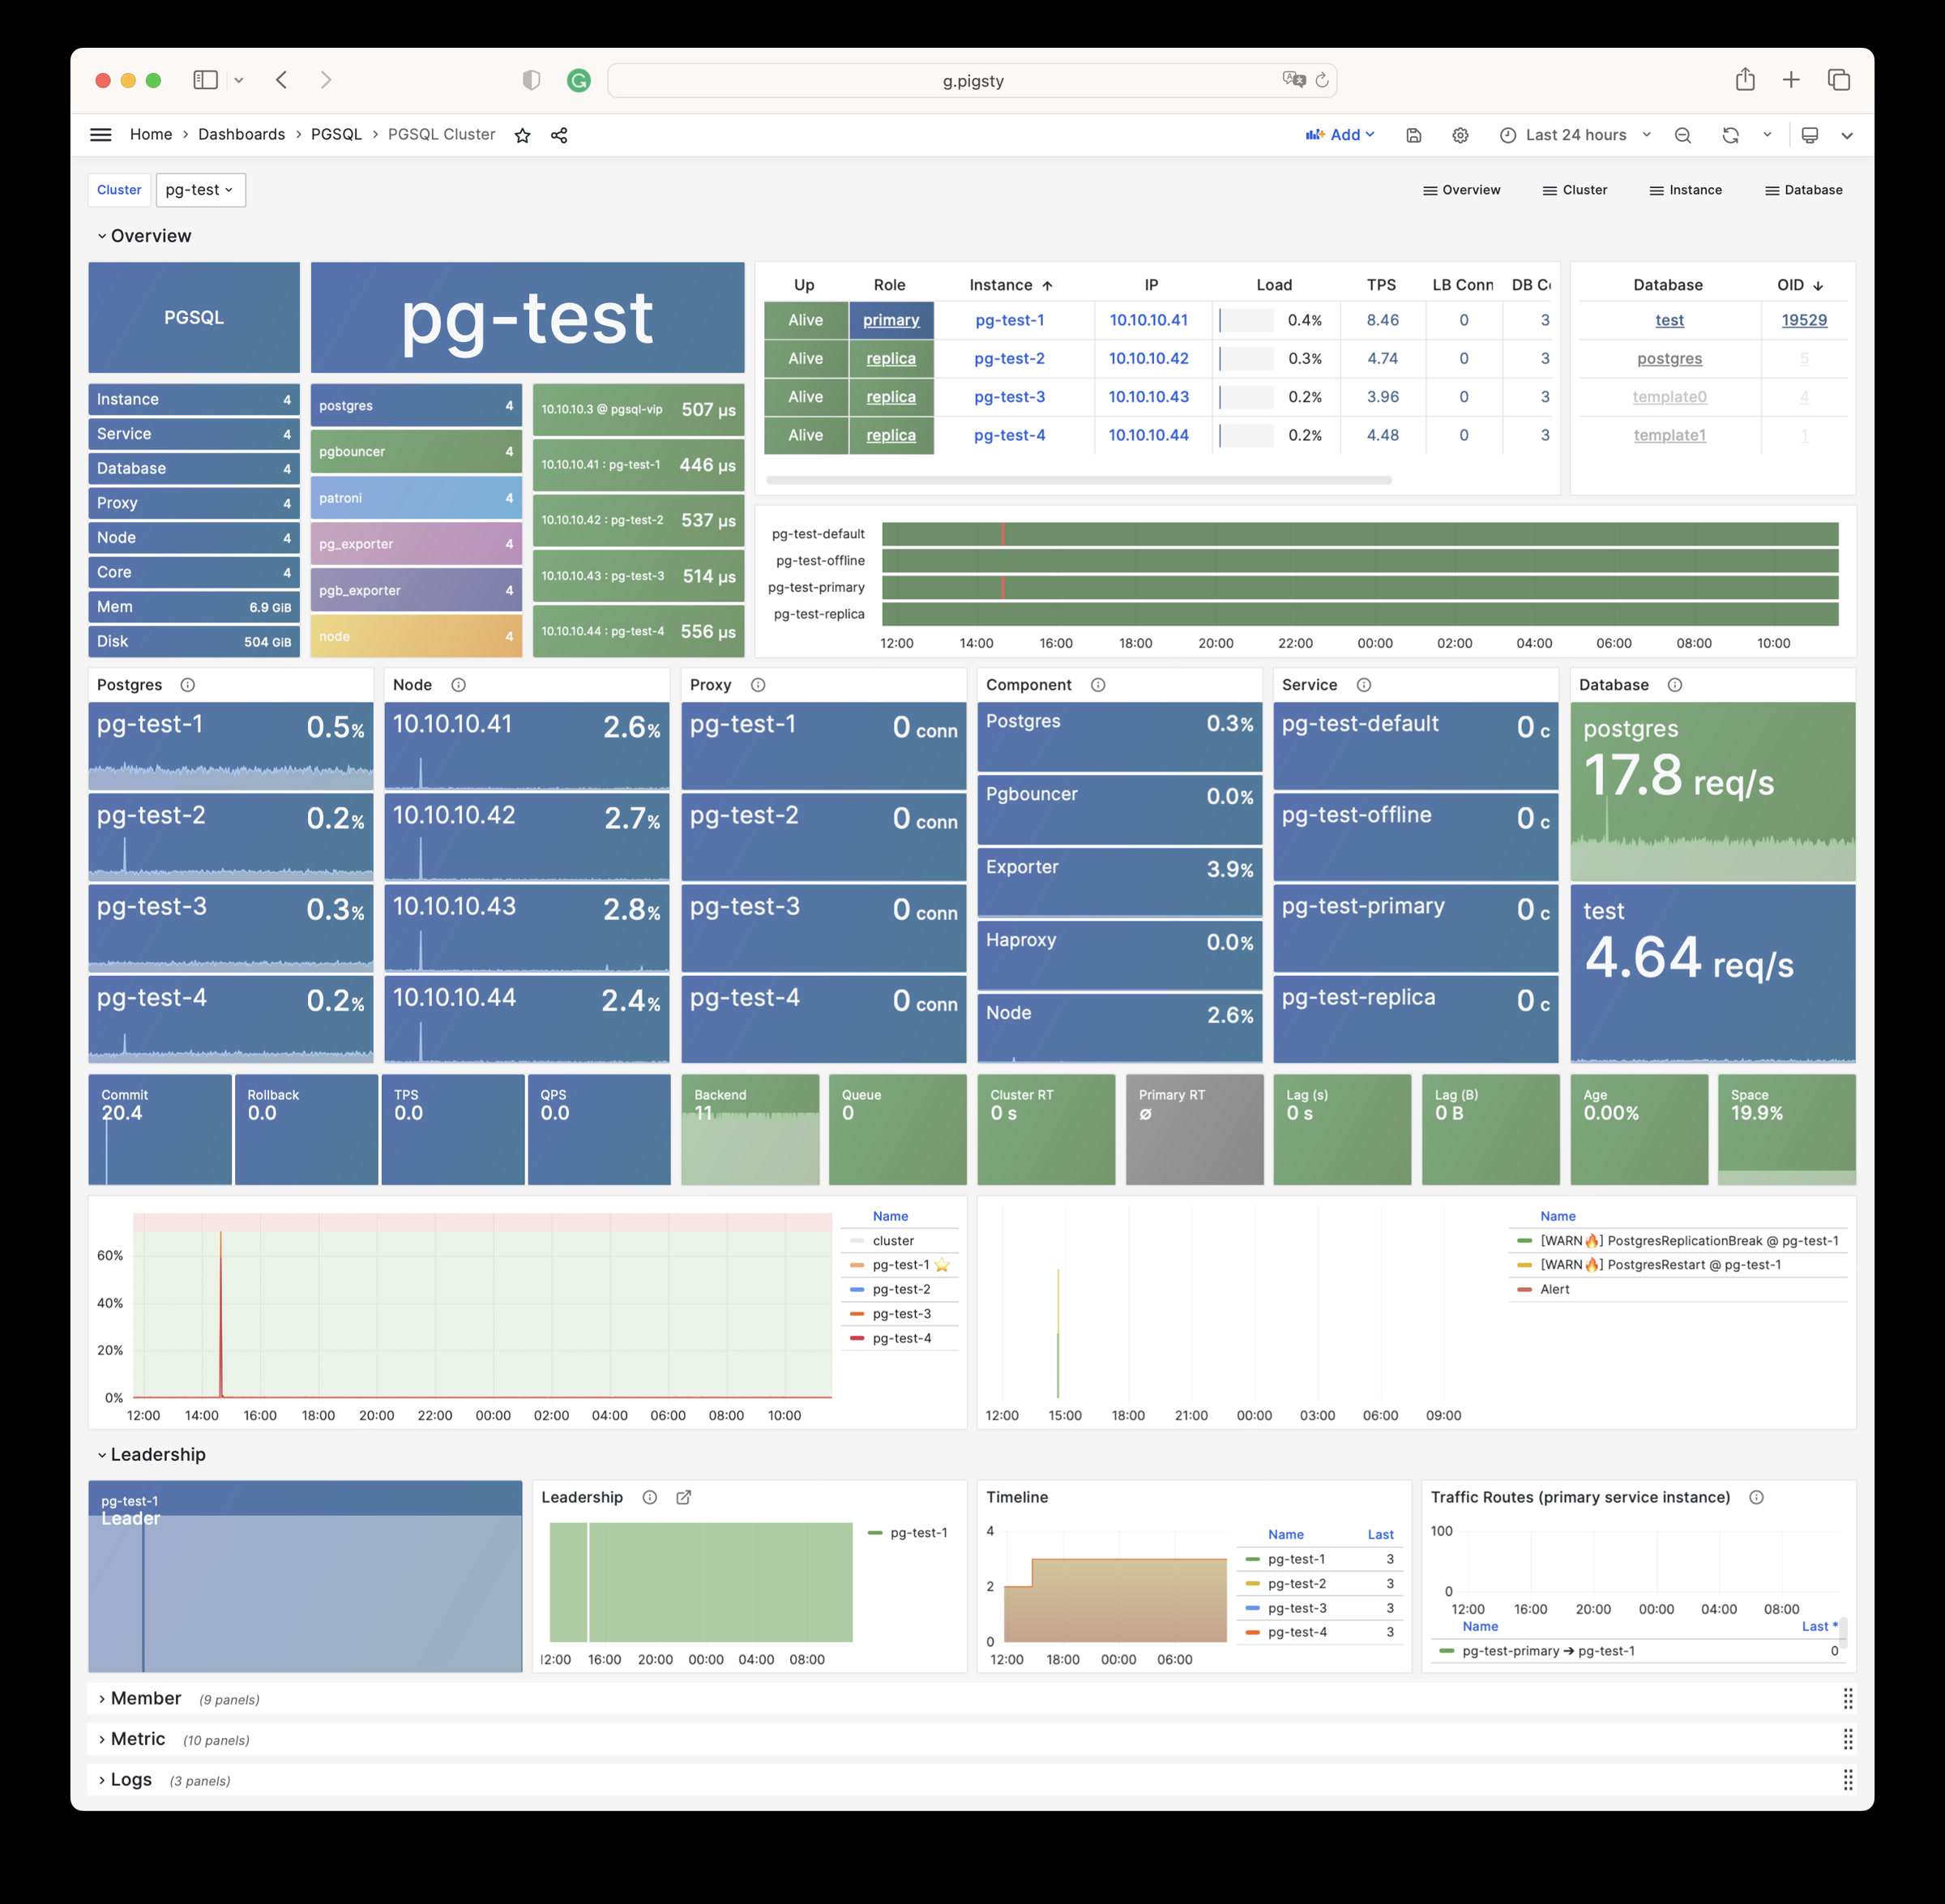 g.pigsty
Home › Dashboards › PGSQL › PGSQL Cluster
Add
Last 24 hours
Cluster pg-test
Overview Cluster Instance Database
Overview
PGSQL
pg-test
Instance 4
Service 4
Database 4
Proxy 4
Node 4
Core 4
Mem 6.9 GiB
Disk 504 GiB
postgres 4
pgbouncer 4
patroni 4
pg_exporter 4
pgb_exporter 4
node 4
10.10.10.3 @ pgsql-vip 507 µs
10.10.10.41 : pg-test-1 446 µs
10.10.10.42 : pg-test-2 537 µs
10.10.10.43 : pg-test-3 514 µs
10.10.10.44 : pg-test-4 556 µs
Up Role Instance ↑ IP Load TPS LB Conn DB C
Alive primary pg-test-1 10.10.10.41 0.4% 8.46 0 3
Alive replica pg-test-2 10.10.10.42 0.3% 4.74 0 3
Alive replica pg-test-3 10.10.10.43 0.2% 3.96 0 3
Alive replica pg-test-4 10.10.10.44 0.2% 4.48 0 3
Database OID ↓
test 19529
postgres 5
template0 4
template1 1
pg-test-default
pg-test-offline
pg-test-primary
pg-test-replica
12:00 14:00 16:00 18:00 20:00 22:00 00:00 02:00 04:00 06:00 08:00 10:00
Postgres
pg-test-1 0.5%
pg-test-2 0.2%
pg-test-3 0.3%
pg-test-4 0.2%
Node
10.10.10.41 2.6%
10.10.10.42 2.7%
10.10.10.43 2.8%
10.10.10.44 2.4%
Proxy
pg-test-1 0 conn
pg-test-2 0 conn
pg-test-3 0 conn
pg-test-4 0 conn
Component
Postgres 0.3%
Pgbouncer 0.0%
Exporter 3.9%
Haproxy 0.0%
Node 2.6%
Service
pg-test-default 0 c
pg-test-offline 0 c
pg-test-primary 0 c
pg-test-replica 0 c
Database
postgres
17.8 req/s
test
4.64 req/s
Commit
20.4
Rollback
0.0
TPS
0.0
QPS
0.0
Backend
11
Queue
0
Cluster RT
0 s
Primary RT
ø
Lag (s)
0 s
Lag (B)
0 B
Age
0.00%
Space
19.9%
60%
40%
20%
0%
12:00 14:00 16:00 18:00 20:00 22:00 00:00 02:00 04:00 06:00 08:00 10:00
Name
cluster
pg-test-1 ⭐
pg-test-2
pg-test-3
pg-test-4
12:00 15:00 18:00 21:00 00:00 03:00 06:00 09:00
Name
[WARN🔥] PostgresReplicationBreak @ pg-test-1
[WARN🔥] PostgresRestart @ pg-test-1
Alert
Leadership
pg-test-1
Leader
Leadership
pg-test-1
12:00 16:00 20:00 00:00 04:00 08:00
Timeline
4
2
0
12:00 18:00 00:00 06:00
Name Last
pg-test-1 3
pg-test-2 3
pg-test-3 3
pg-test-4 3
Traffic Routes (primary service instance)
100
0
12:00 16:00 20:00 00:00 04:00 08:00
Name Last *
pg-test-primary ➔ pg-test-1 0
Member (9 panels)
Metric (10 panels)
Logs (3 panels)